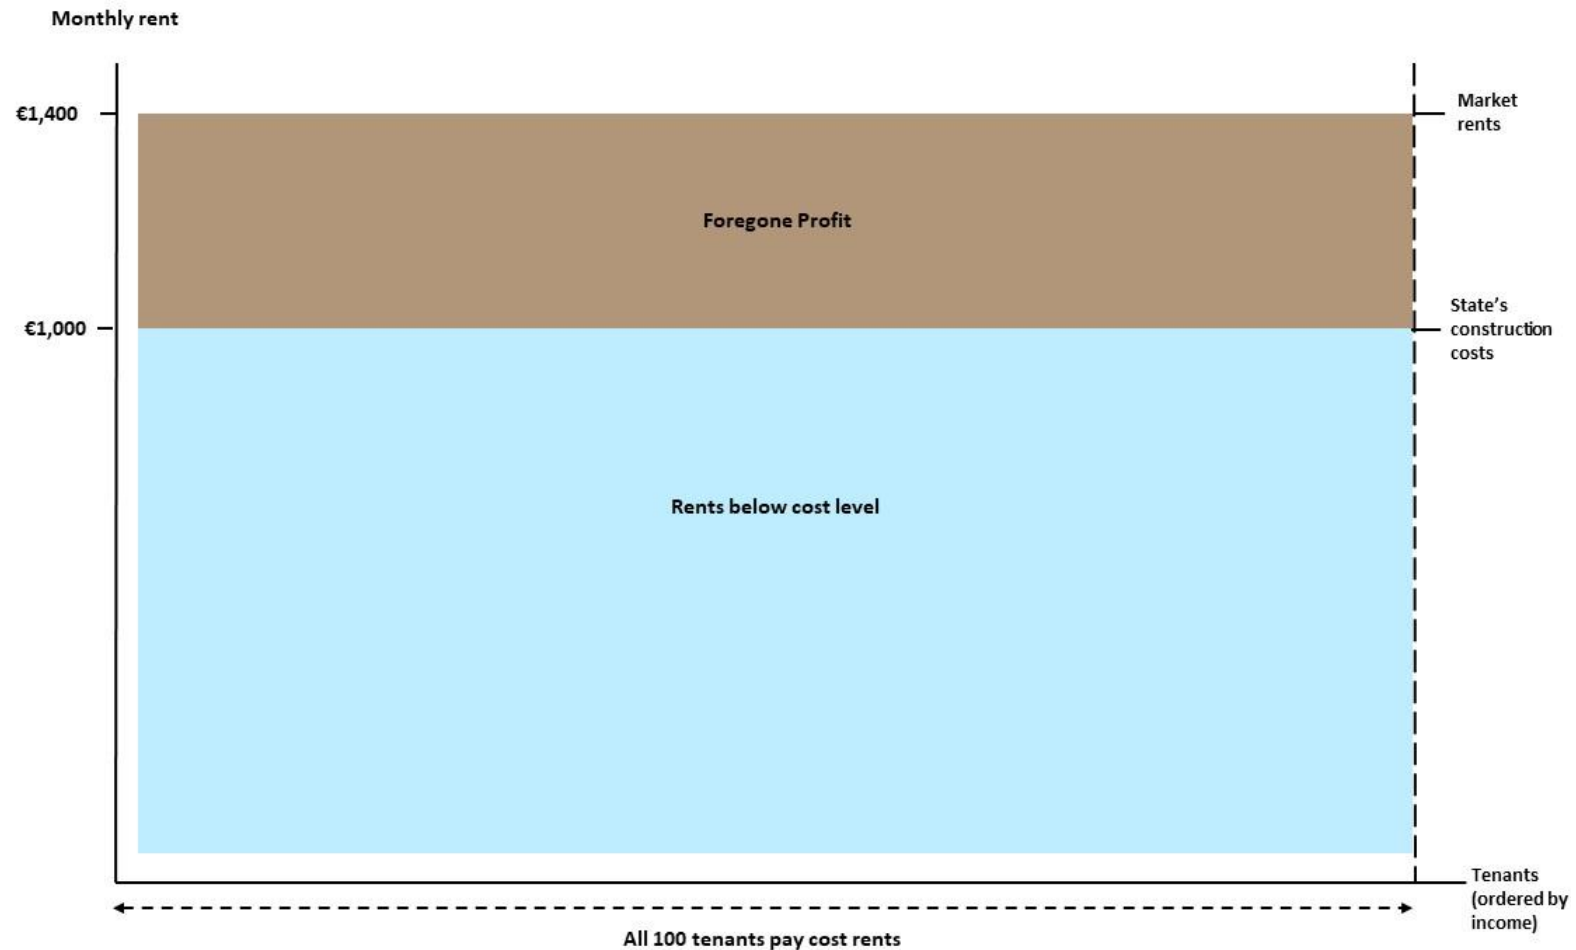 Monthly rent
€1,400
Market
rents
Foregone Profit
State's
construction
costs
€1,000
Rents below cost level
Tenants
(ordered by
income)
All 100 tenants pay cost rents